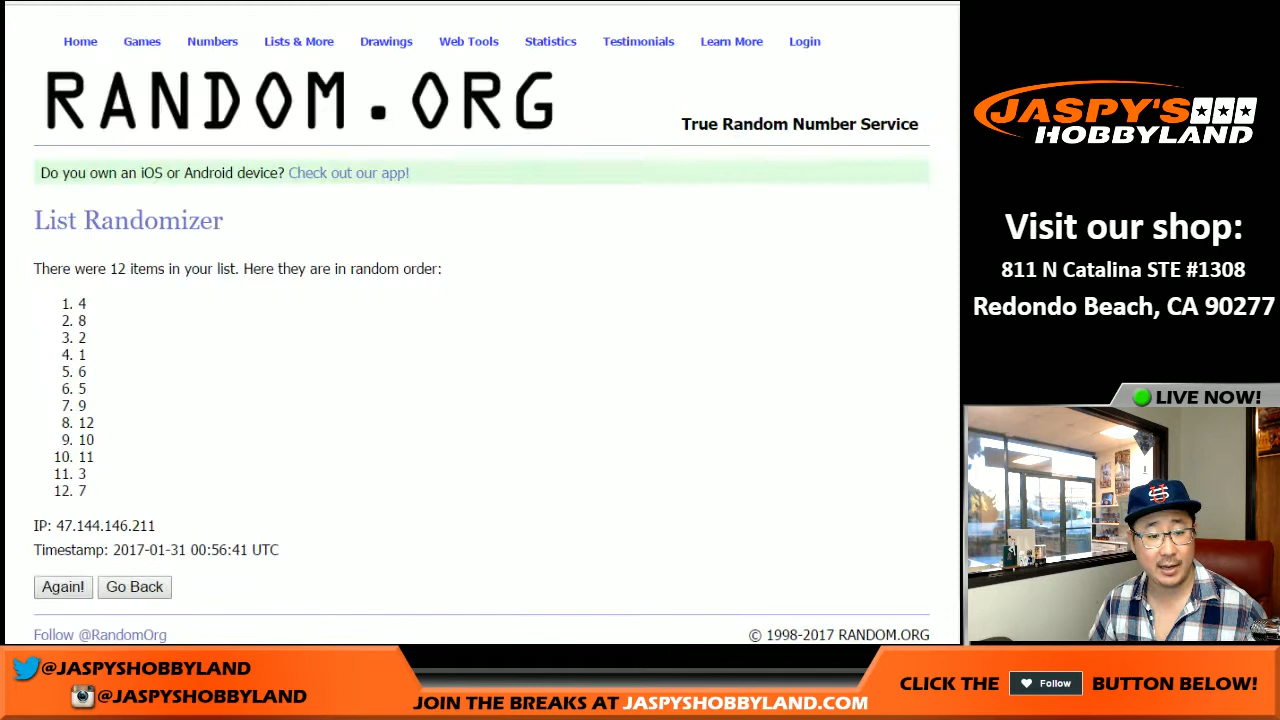 Home Games Numbers Lists & More Drawings Web Tools Statistics Testimonials Learn More Login
RANDOM.ORG
True Random Number Service
Do you own an iOS or Android device? Check out our app!
List Randomizer
There were 12 items in your list. Here they are in random order:
1. 4
2. 8
3. 2
4. 1
5. 6
6. 5
7. 9
8. 12
9. 10
10. 11
11. 3
12. 7
IP: 47.144.146.211
Timestamp: 2017-01-31 00:56:41 UTC
Again! Go Back
Follow @RandomOrg
© 1998-2017 RANDOM.ORG
JASPY'S
HOBBYLAND
Visit our shop:
811 N Catalina STE #1308
Redondo Beach, CA 90277
LIVE NOW!
US
@JASPYSHOBBYLAND
@JASPYSHOBBYLAND
JOIN THE BREAKS AT JASPYSHOBBYLAND.COM
CLICK THE Follow BUTTON BELOW!